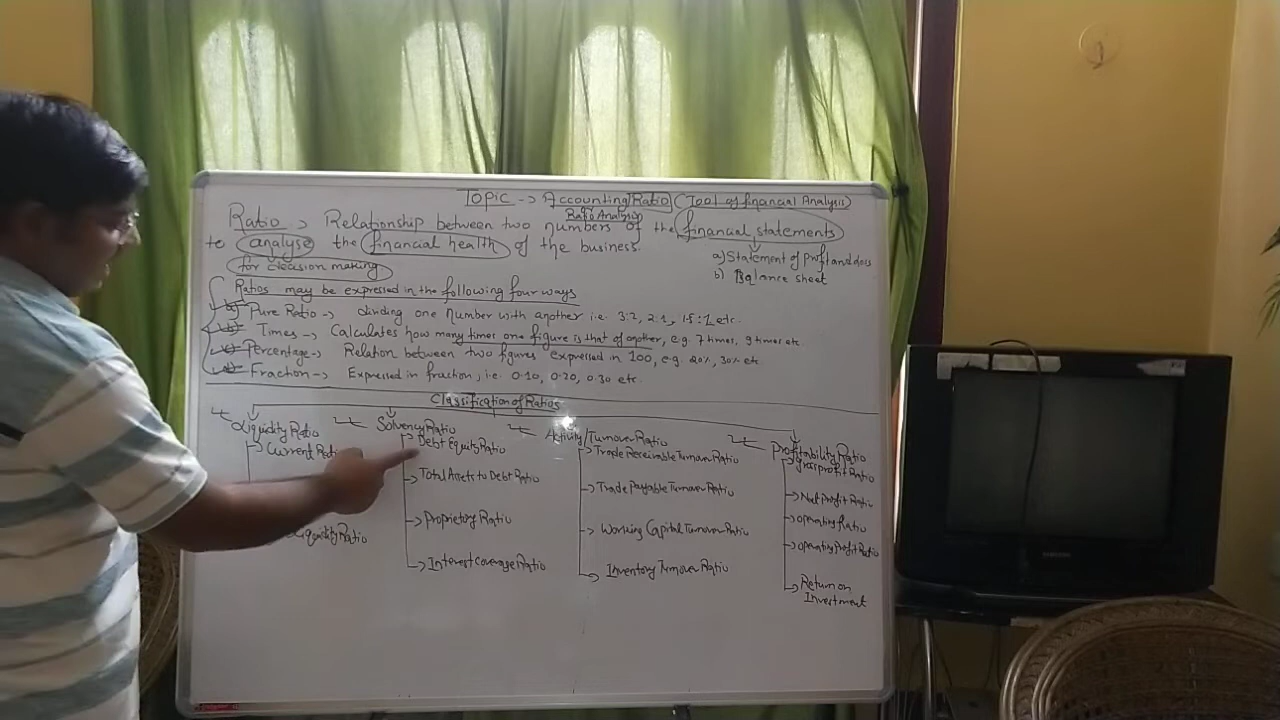 Topic -> Accounting Ratio (Tool of financial Analysis)
Ratio Analysis
Ratio -> Relationship between two numbers of the financial statements
to analyse the financial health of the business.
for decision making
a) Statement of Profit and Loss
b) Balance sheet
Ratios may be expressed in the following four ways
a) Pure Ratio -> dividing one number with another i.e. 3:2, 2:1, 1.5:1 etc.
b) Times -> Calculates how many times one figure is that of another, e.g. 7 times, 9 times etc.
c) Percentage -> Relation between two figures expressed in 100, e.g. 20%, 30% etc.
d) Fraction -> Expressed in fraction, i.e. 0.10, 0.20, 0.30 etc.
Classification of Ratios
Liquidity Ratio
Current Ratio
Liquidity Ratio
Solvency Ratio
Debt Equity Ratio
Total Assets to Debt Ratio
Proprietory Ratio
Interest Coverage Ratio
Activity/Turnover Ratio
Trade Receivable Turnover Ratio
Trade Payable Turnover Ratio
Working Capital Turnover Ratio
Inventory Turnover Ratio
Profitability Ratio
Gross profit Ratio
Net Profit Ratio
operating Ratio
operating Profit Ratio
Return on
Investment
SAMSUNG